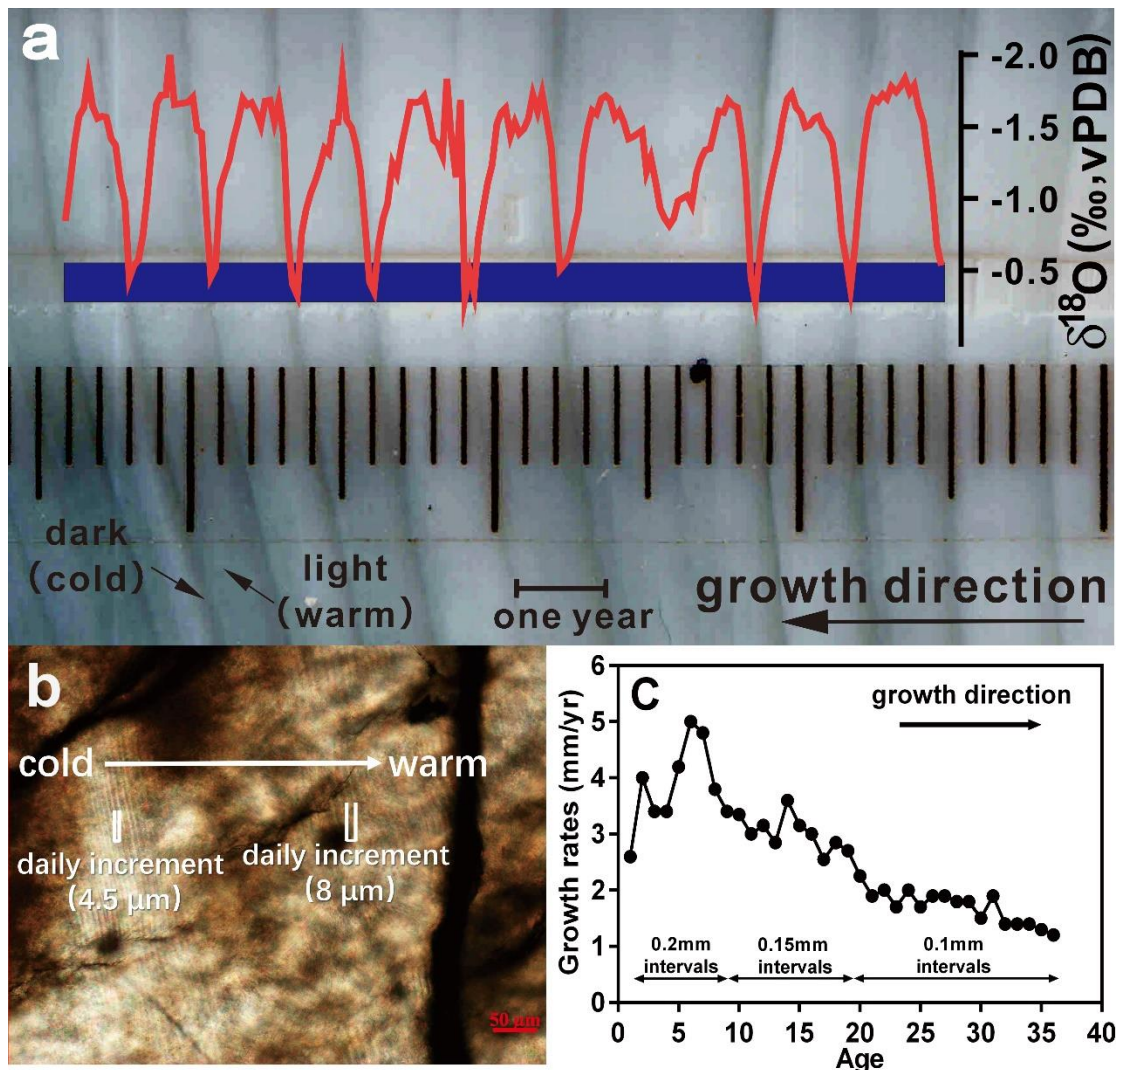 a
-2.0
-1.5
-1.0
-0.5
δ18O (‰,vPDB)
dark
(cold)
light
(warm)
one year
growth direction
b
cold
warm
daily increment
(4.5 μm)
daily increment
(8 μm)
50 μm
C
growth direction
Growth rates (mm/yr)
6
5
4
3
2
1
0
0.2mm
intervals
0.15mm
intervals
0.1mm
intervals
0 5 10 15 20 25 30 35 40
Age